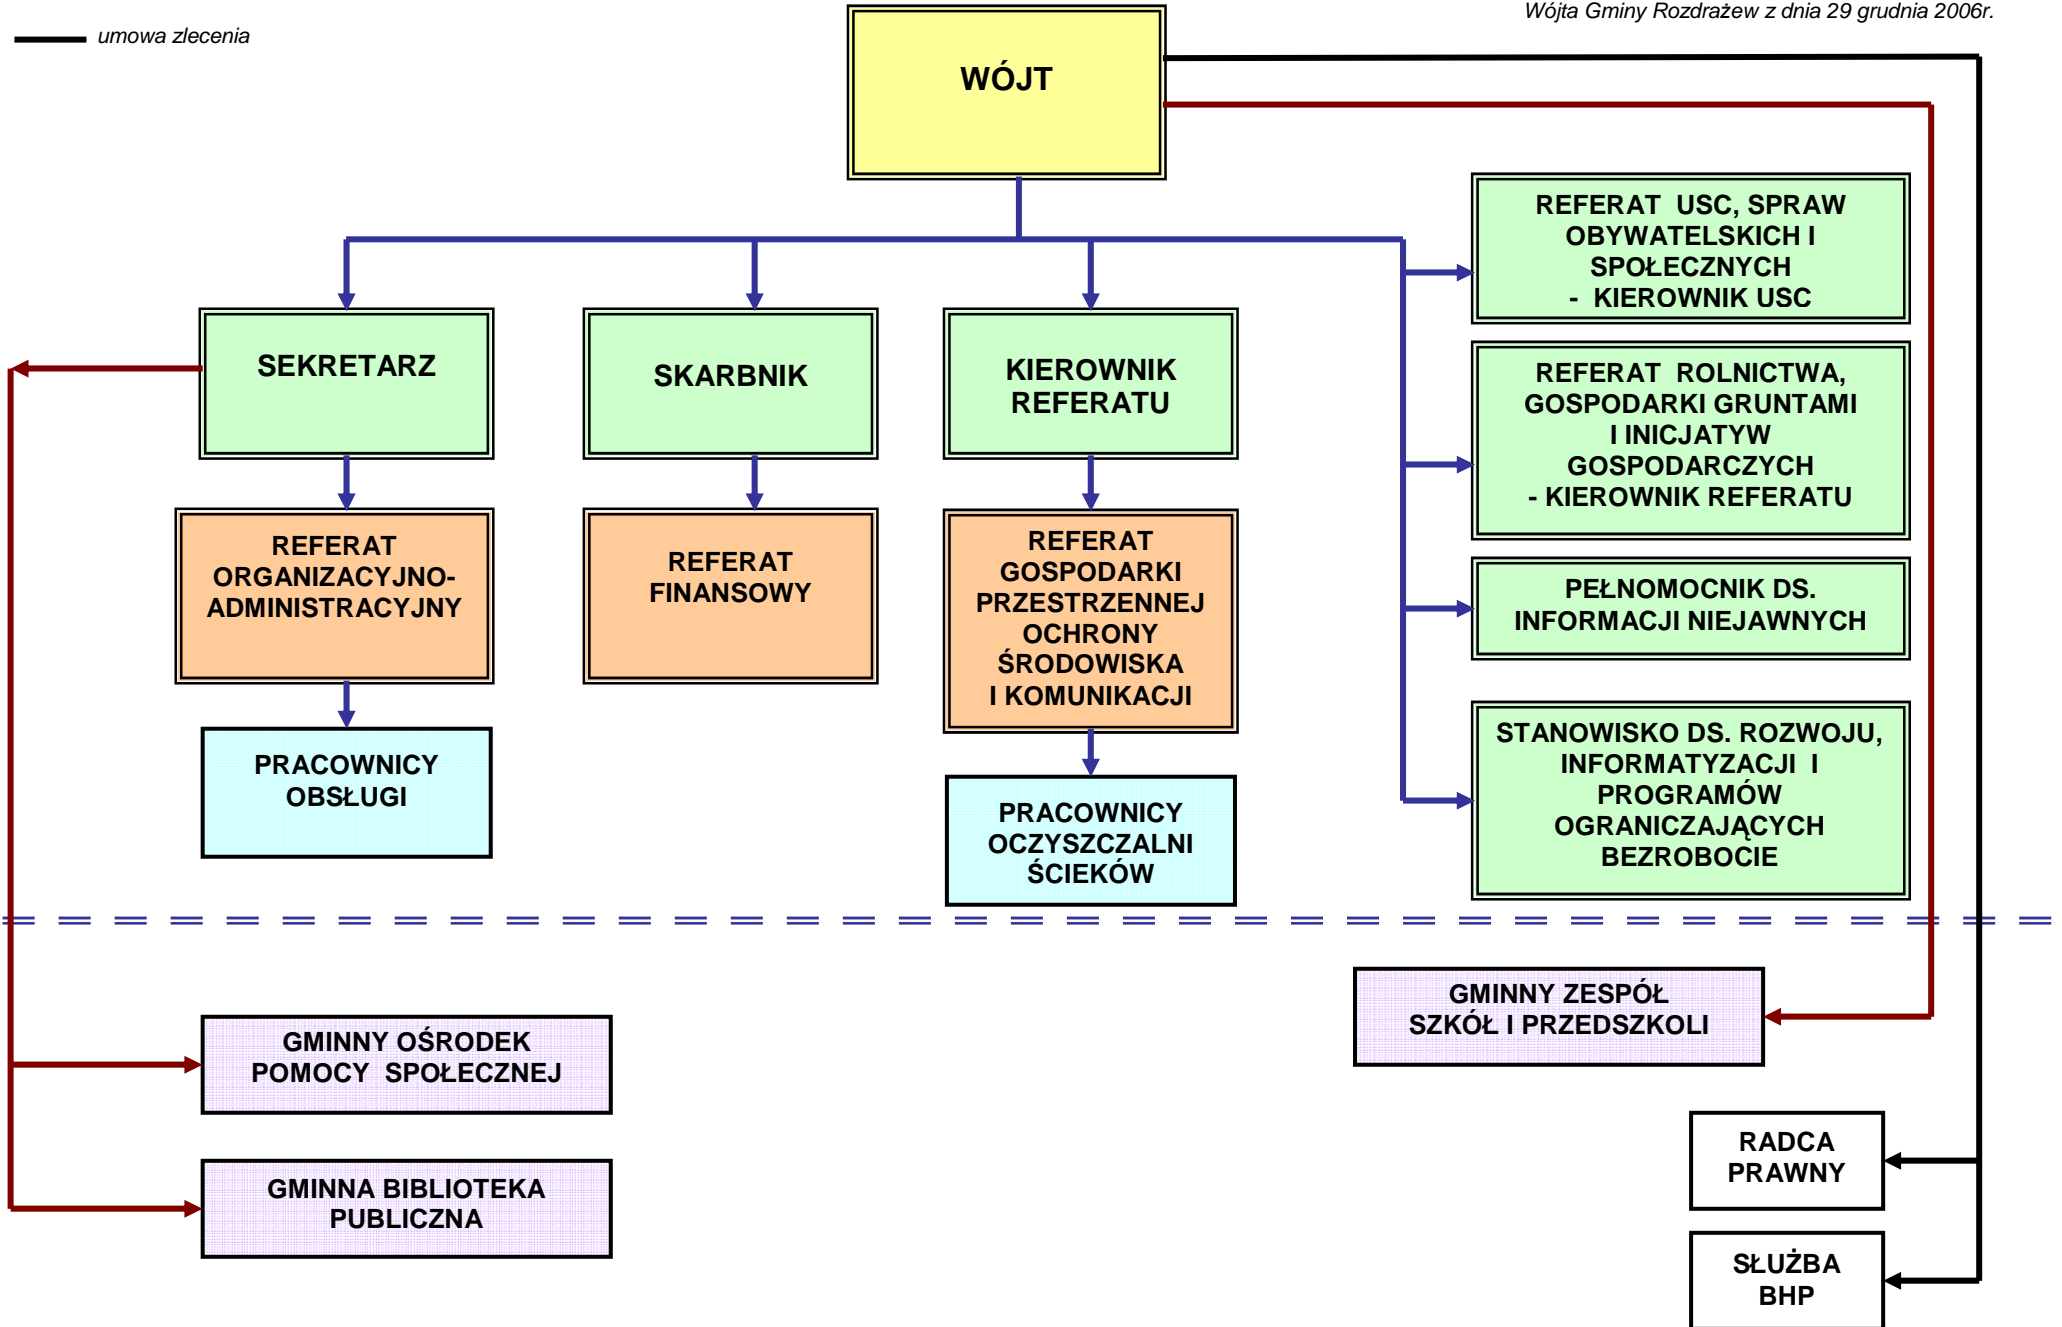 Wójta Gminy Rozdrażew z dnia 29 grudnia 2006r.
umowa zlecenia
WÓJT
REFERAT USC, SPRAW
OBYWATELSKICH I
SPOŁECZNYCH
- KIEROWNIK USC
SEKRETARZ
SKARBNIK
KIEROWNIK
REFERATU
REFERAT ROLNICTWA,
GOSPODARKI GRUNTAMI
I INICJATYW
GOSPODARCZYCH
- KIEROWNIK REFERATU
REFERAT
ORGANIZACYJNO-
ADMINISTRACYJNY
REFERAT
FINANSOWY
REFERAT
GOSPODARKI
PRZESTRZENNEJ
OCHRONY
ŚRODOWISKA
I KOMUNIKACJI
PEŁNOMOCNIK DS.
INFORMACJI NIEJAWNYCH
STANOWISKO DS. ROZWOJU,
INFORMATYZACJI I
PROGRAMÓW
OGRANICZAJĄCYCH
BEZROBOCIE
PRACOWNICY
OBSŁUGI
PRACOWNICY
OCZYSZCZALNI
ŚCIEKÓW
GMINNY ZESPÓŁ
SZKÓŁ I PRZEDSZKOLI
GMINNY OŚRODEK
POMOCY SPOŁECZNEJ
RADCA
PRAWNY
GMINNA BIBLIOTEKA
PUBLICZNA
SŁUŻBA
BHP